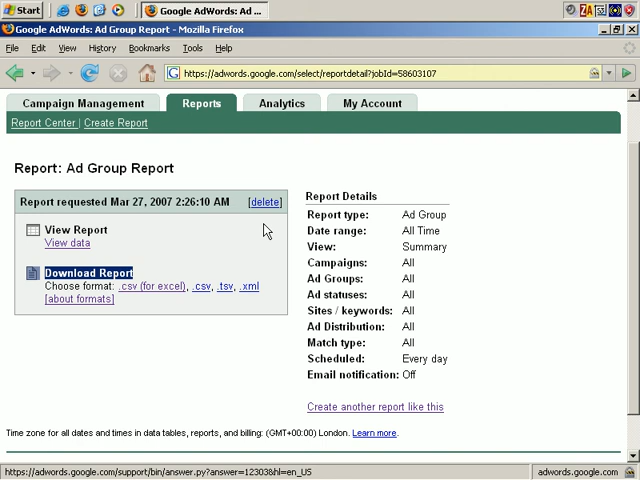 Start
Google AdWords: Ad ...
Google AdWords: Ad Group Report - Mozilla Firefox
File Edit View History Bookmarks Tools Help
https://adwords.google.com/select/reportdetail?jobId=58603107
Campaign Management Reports Analytics My Account
Report Center | Create Report
Report: Ad Group Report
Report requested Mar 27, 2007 2:26:10 AM [delete]
View Report
View data
Download Report
Choose format: .csv (for excel), .csv, .tsv, .xml
[about formats]
Report Details
Report type: Ad Group
Date range: All Time
View: Summary
Campaigns: All
Ad Groups: All
Ad statuses: All
Sites / keywords: All
Ad Distribution: All
Match type: All
Scheduled: Every day
Email notification: Off
Create another report like this
Time zone for all dates and times in data tables, reports, and billing: (GMT+00:00) London. Learn more.
https://adwords.google.com/support/bin/answer.py?answer=12303&hl=en_US adwords.google.com